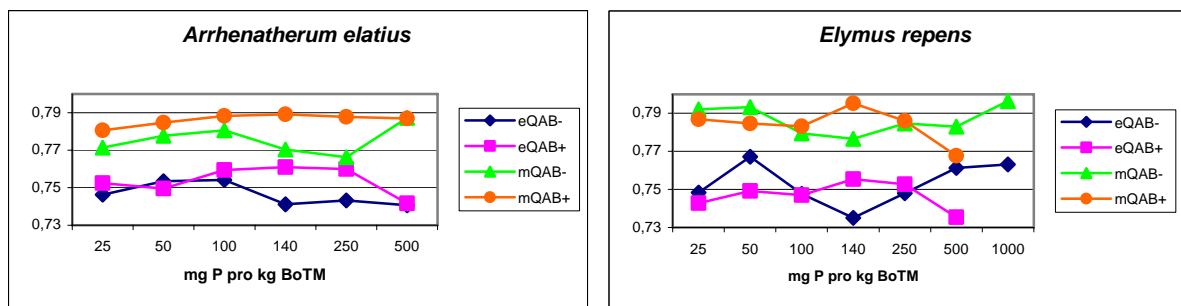 Arrhenatherum elatius
0,79
0,77
0,75
0,73
25 50 100 140 250 500
mg P pro kg BoTM
eQAB-
eQAB+
mQAB-
mQAB+
Elymus repens
0,79
0,77
0,75
0,73
25 50 100 140 250 500 1000
mg P pro kg BoTM
eQAB-
eQAB+
mQAB-
mQAB+